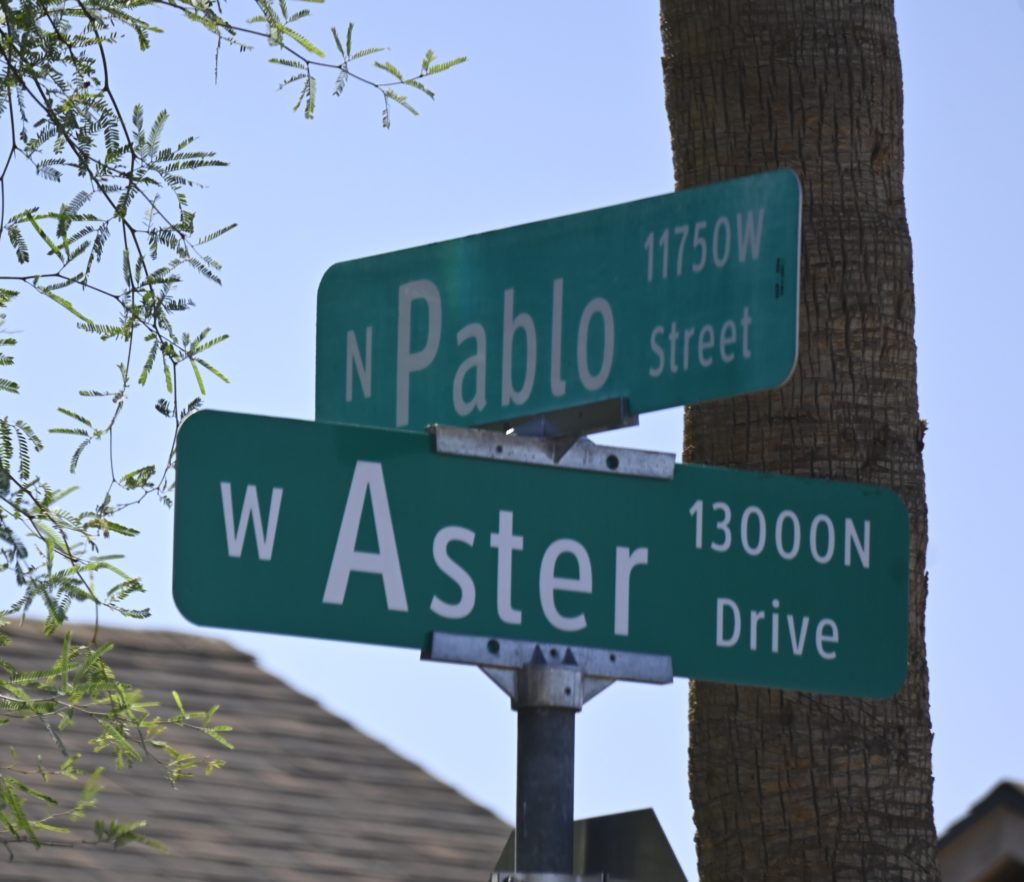 N Pablo 11750W
Street
W Aster 13000N
Drive